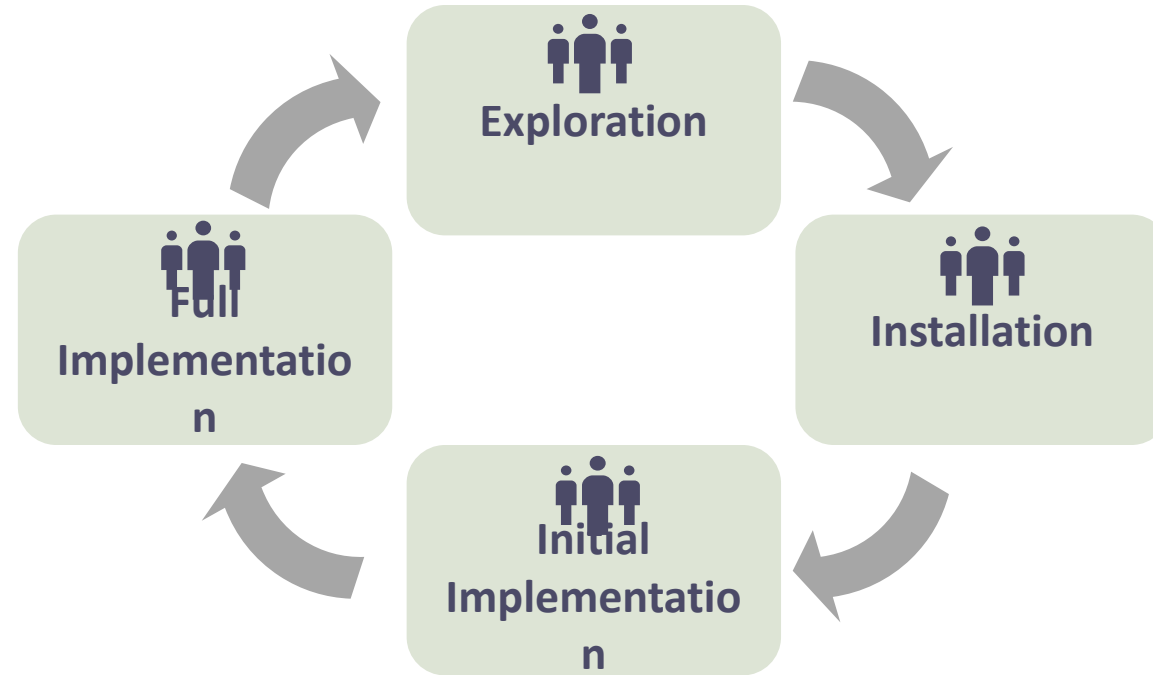 Exploration
Installation
Initial
Implementatio
n
Full
Implementatio
n